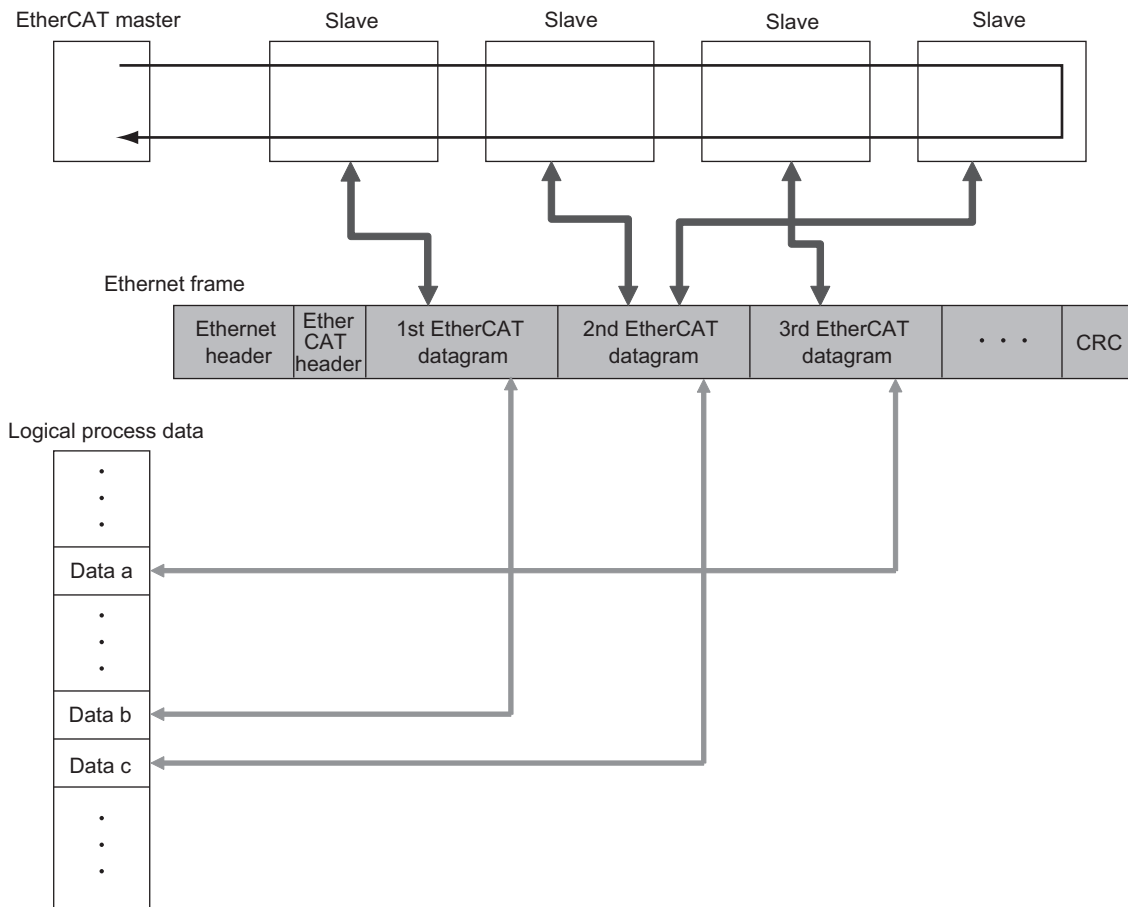 EtherCAT master
Slave
Slave
Slave
Slave
Ethernet frame
Ethernet
header
Ether
CAT
header
1st EtherCAT
datagram
2nd EtherCAT
datagram
3rd EtherCAT
datagram
· · ·
CRC
Logical process data
Data a
Data b
Data c